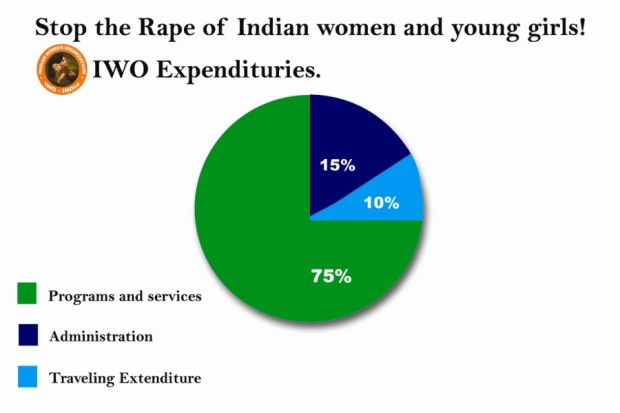 Stop the Rape of Indian women and young girls!
IWO Expendituries.
15%
10%
75%
Programs and services
Administration
Traveling Extenditure